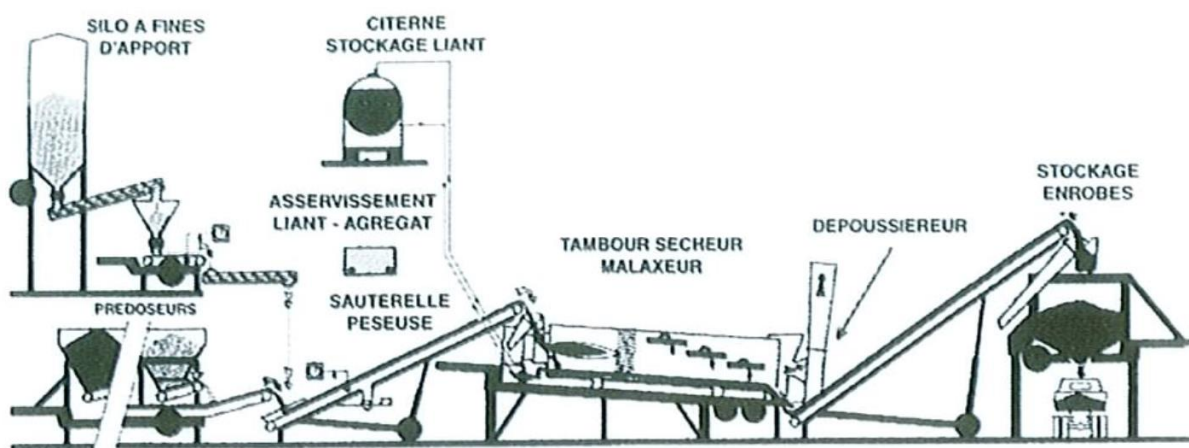 SILO A FINES
D'APPORT
CITERNE
STOCKAGE LIANT
ASSERVISSEMENT
LIANT - AGREGAT
STOCKAGE
ENROBES
DEPOUSSIEREUR
TAMBOUR SECHEUR
MALAXEUR
PREDOSEURS
SAUTERELLE
PESEUSE